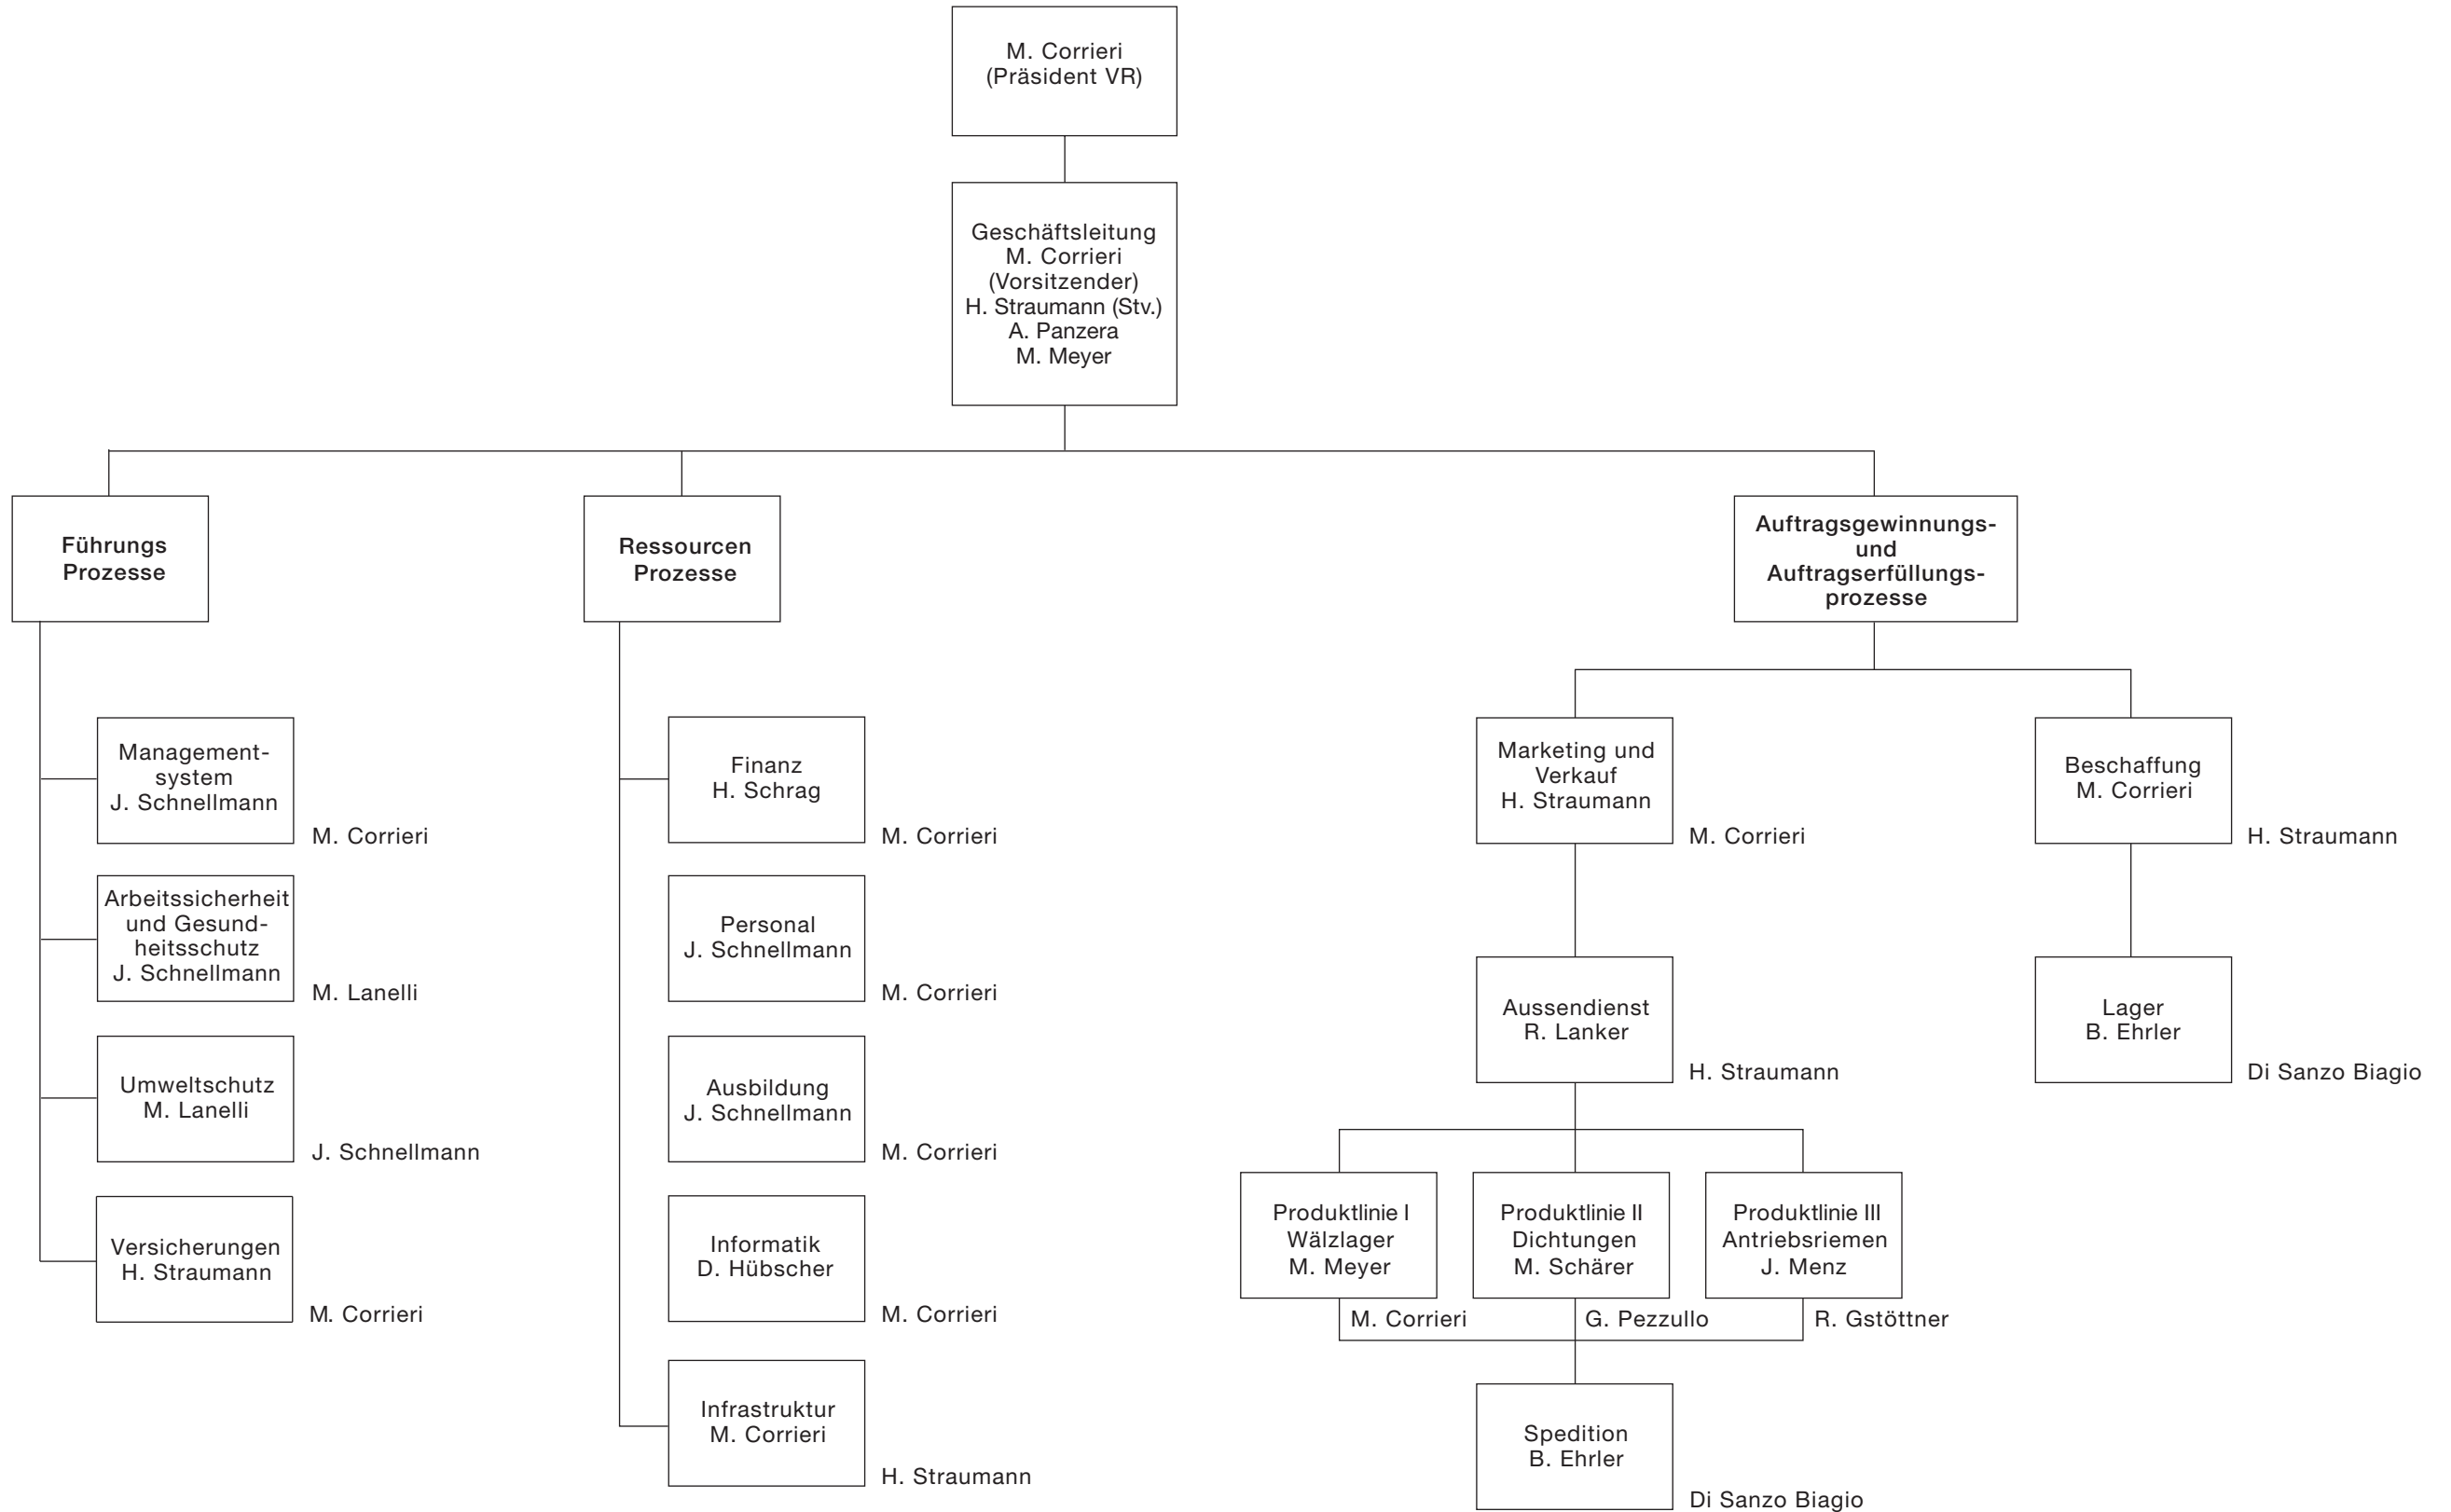 M. Corrieri
(Präsident VR)
Geschäftsleitung
M. Corrieri
(Vorsitzender)
H. Straumann (Stv.)
A. Panzera
M. Meyer
Führungs
Prozesse
Management-
system
J. Schnellmann
M. Corrieri
Arbeitssicherheit
und Gesund-
heitsschutz
J. Schnellmann
M. Lanelli
Umweltschutz
M. Lanelli
J. Schnellmann
Versicherungen
H. Straumann
M. Corrieri
Ressourcen
Prozesse
Finanz
H. Schrag
M. Corrieri
Personal
J. Schnellmann
M. Corrieri
Ausbildung
J. Schnellmann
M. Corrieri
Informatik
D. Hübscher
M. Corrieri
Infrastruktur
M. Corrieri
H. Straumann
Auftragsgewinnungs-
und
Auftragserfüllungs-
prozesse
Marketing und
Verkauf
H. Straumann
M. Corrieri
Aussendienst
R. Lanker
H. Straumann
Produktlinie I
Wälzlager
M. Meyer
M. Corrieri
Produktlinie II
Dichtungen
M. Schärer
G. Pezzullo
Produktlinie III
Antriebsriemen
J. Menz
R. Gstöttner
Spedition
B. Ehrler
Di Sanzo Biagio
Beschaffung
M. Corrieri
H. Straumann
Lager
B. Ehrler
Di Sanzo Biagio